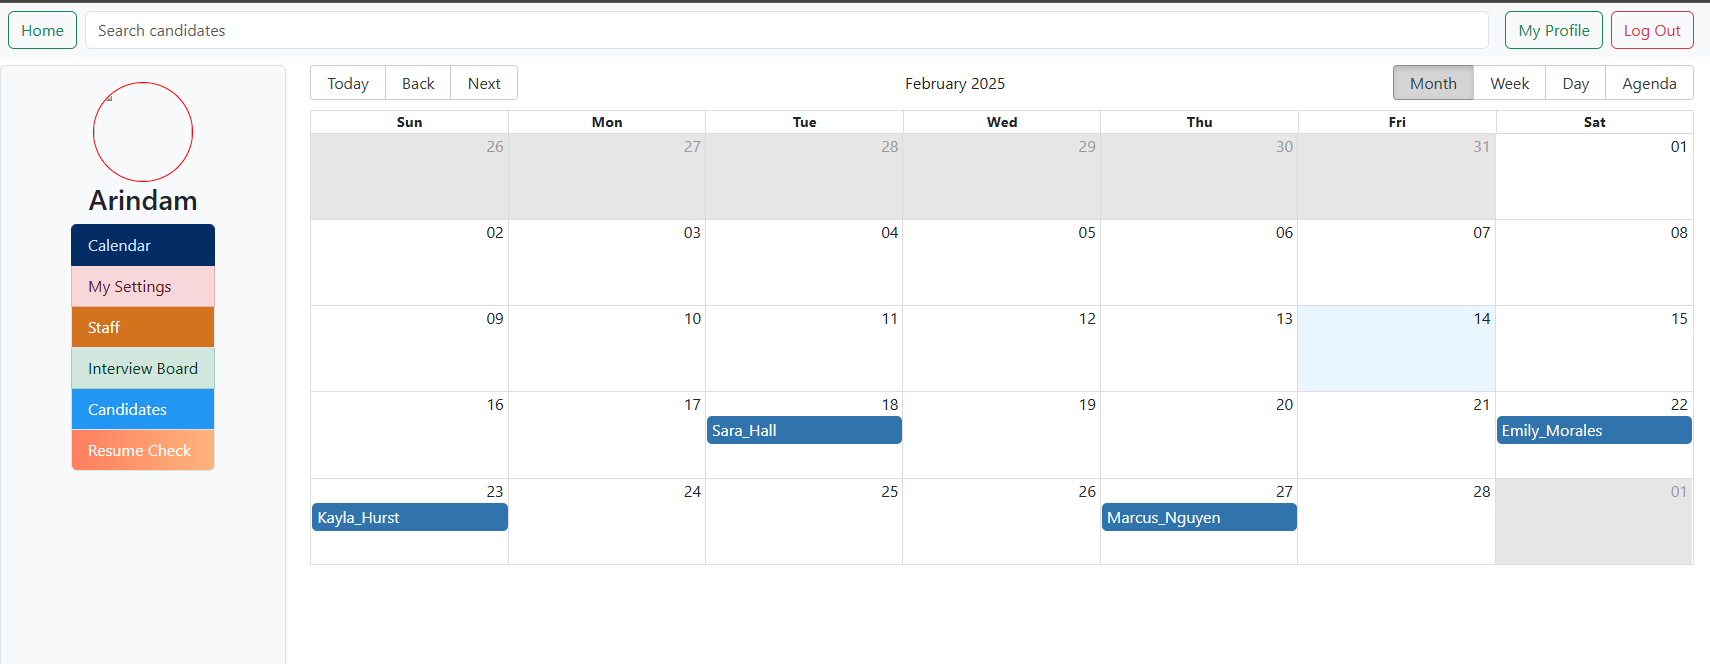 Home Search candidates My Profile Log Out
Arindam
Calendar
My Settings
Staff
Interview Board
Candidates
Resume Check
Today Back Next February 2025 Month Week Day Agenda
Sun Mon Tue Wed Thu Fri Sat
26 27 28 29 30 31 01
02 03 04 05 06 07 08
09 10 11 12 13 14 15
16 17 18 19 20 21 22
Sara_Hall Emily_Morales
23 24 25 26 27 28 01
Kayla_Hurst Marcus_Nguyen